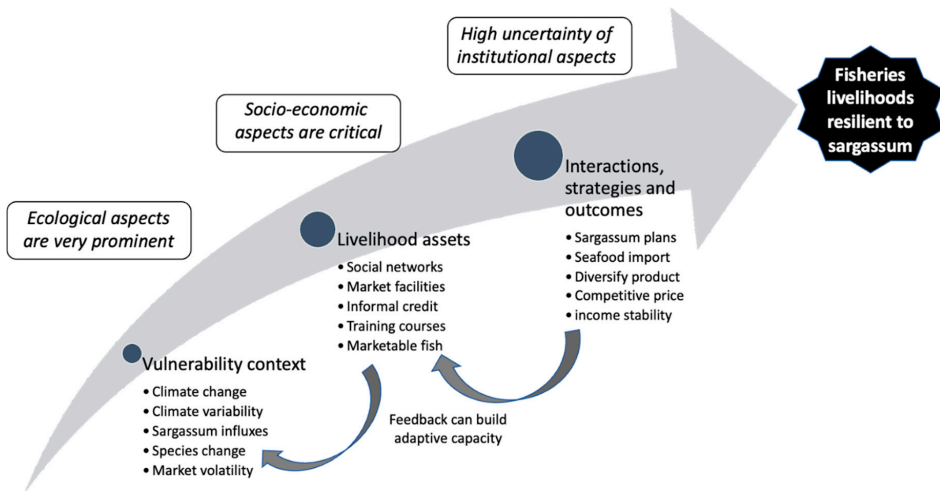 High uncertainty of
institutional aspects
Fisheries
livelihoods
resilient to
sargassum
Socio-economic
aspects are critical
Interactions,
strategies and
outcomes
• Sargassum plans
• Seafood import
• Diversify product
• Competitive price
• income stability
Ecological aspects
are very prominent
Livelihood assets
• Social networks
• Market facilities
• Informal credit
• Training courses
• Marketable fish
Vulnerability context
• Climate change
• Climate variability
• Sargassum influxes
• Species change
• Market volatility
Feedback can build
adaptive capacity